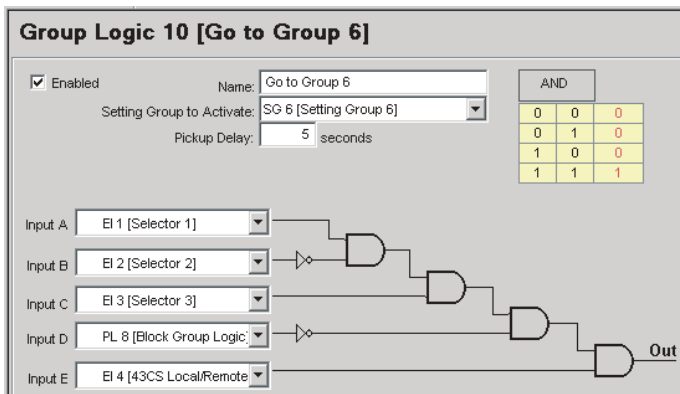 Group Logic 10 [Go to Group 6]
Enabled
Name: Go to Group 6
Setting Group to Activate: SG 6 [Setting Group 6]
Pickup Delay: 5 seconds
AND
0 0 0
0 1 0
1 0 0
1 1 1
Input A EI 1 [Selector 1]
Input B EI 2 [Selector 2]
Input C EI 3 [Selector 3]
Input D PL 8 [Block Group Logic]
Input E EI 4 [43CS Local/Remote
Out